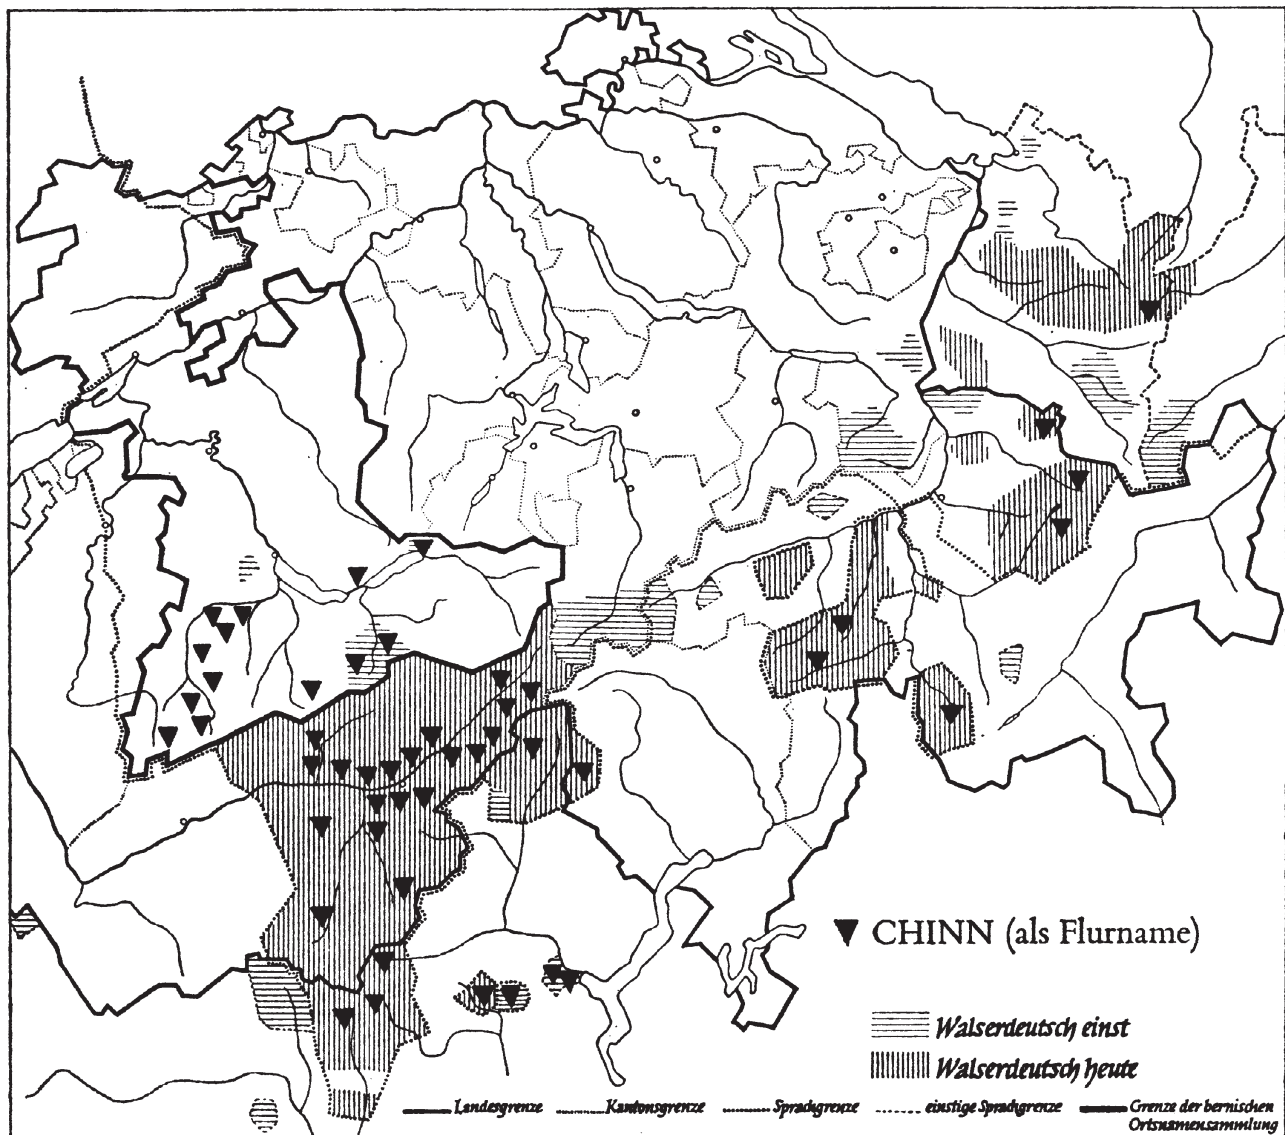 CHINN (als Flurname)
Walserdeutsch einst
Walserdeutsch heute
Landesgrenze Kantonsgrenze Sprachgrenze einstige Sprachgrenze Grenze der bernischen
Ortsnamensammlung